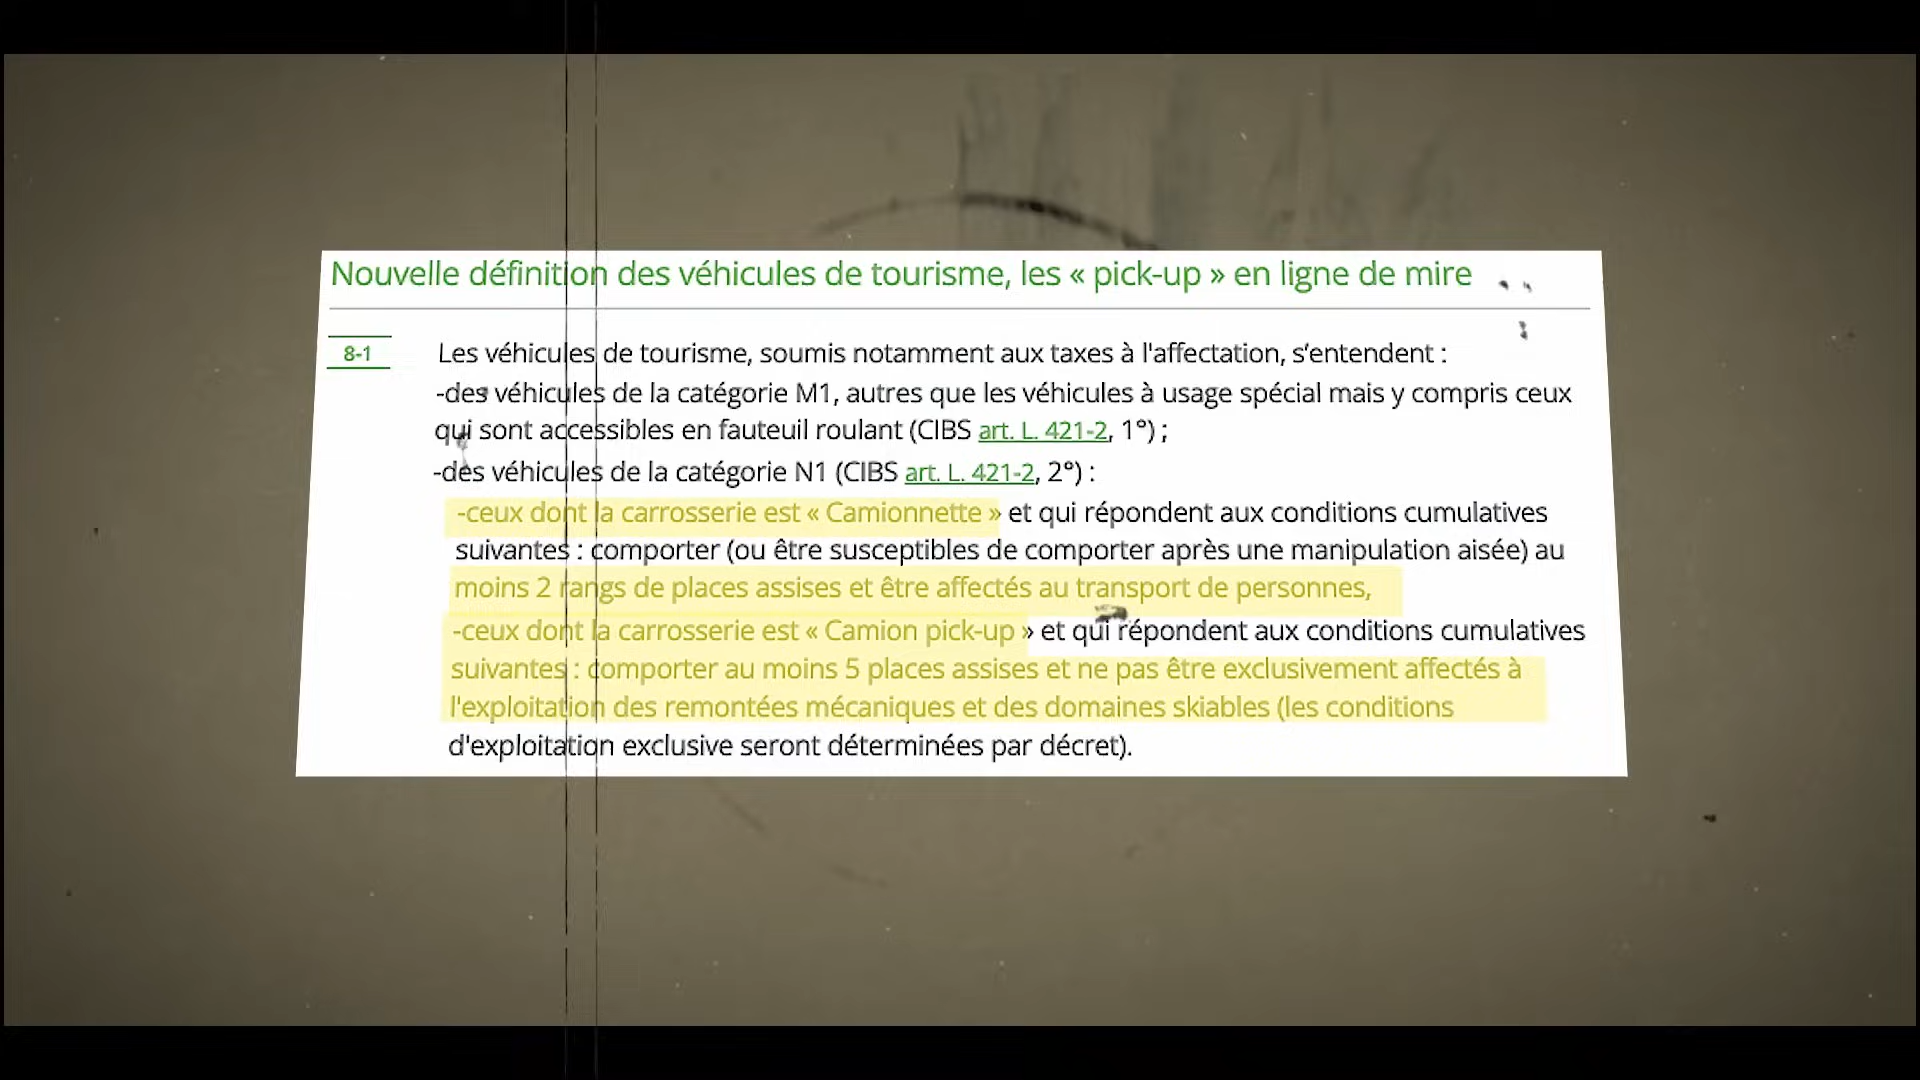 Nouvelle définition des véhicules de tourisme, les « pick-up » en ligne de mire
8-1
Les véhicules de tourisme, soumis notamment aux taxes à l'affectation, s'entendent :
-des véhicules de la catégorie M1, autres que les véhicules à usage spécial mais y compris ceux
qui sont accessibles en fauteuil roulant (CIBS art. L. 421-2, 1°) ;
-des véhicules de la catégorie N1 (CIBS art. L. 421-2, 2°) :
-ceux dont la carrosserie est « Camionnette » et qui répondent aux conditions cumulatives
suivantes : comporter (ou être susceptibles de comporter après une manipulation aisée) au
moins 2 rangs de places assises et être affectés au transport de personnes,
-ceux dont la carrosserie est « Camion pick-up » et qui répondent aux conditions cumulatives
suivantes : comporter au moins 5 places assises et ne pas être exclusivement affectés à
l'exploitation des remontées mécaniques et des domaines skiables (les conditions
d'exploitation exclusive seront déterminées par décret).